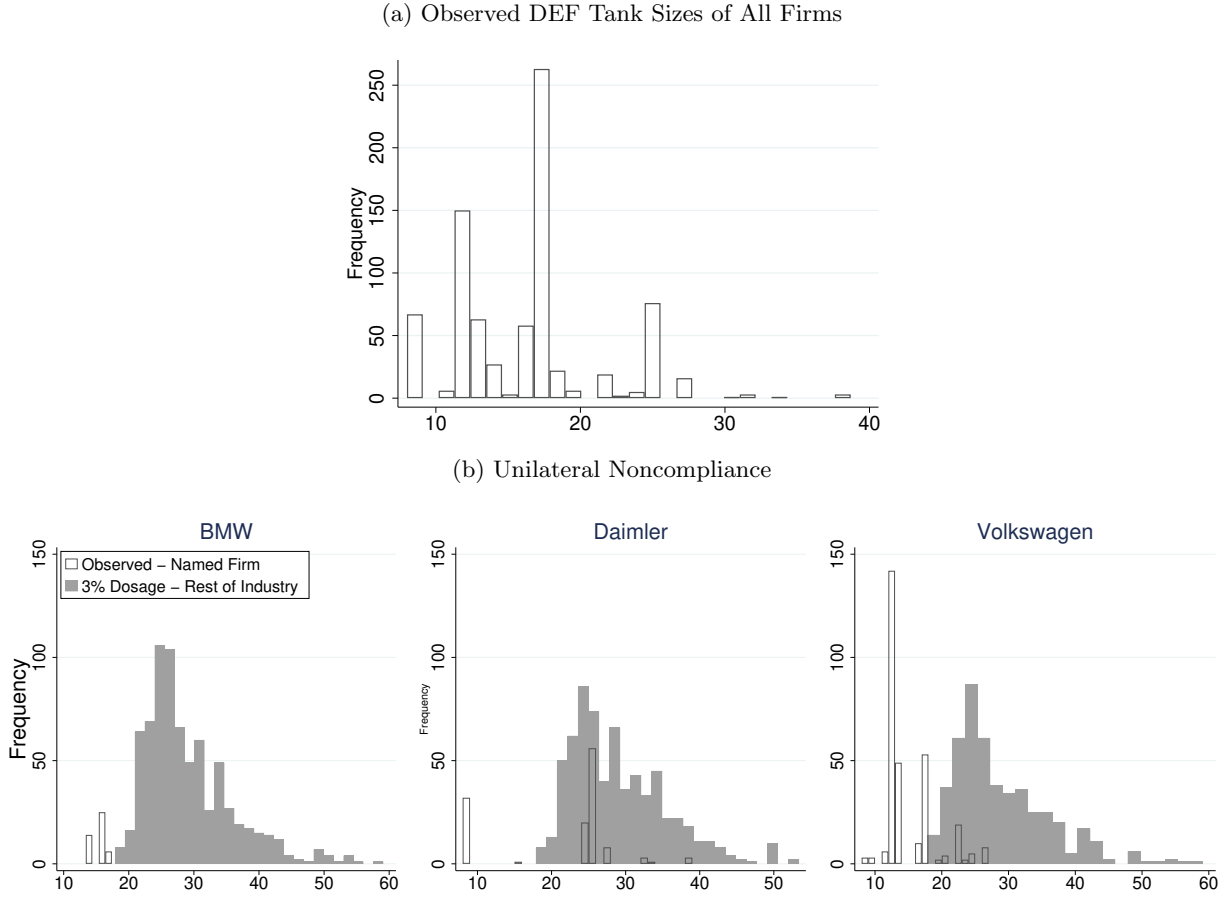 (a) Observed DEF Tank Sizes of All Firms
Frequency
250
200
150
100
50
0
10 20 30 40
(b) Unilateral Noncompliance
BMW
Observed – Named Firm
3% Dosage – Rest of Industry
Frequency
150
100
50
0
10 20 30 40 50 60
Daimler
Frequency
150
100
50
0
10 20 30 40 50
Volkswagen
150
100
50
0
10 20 30 40 50 60